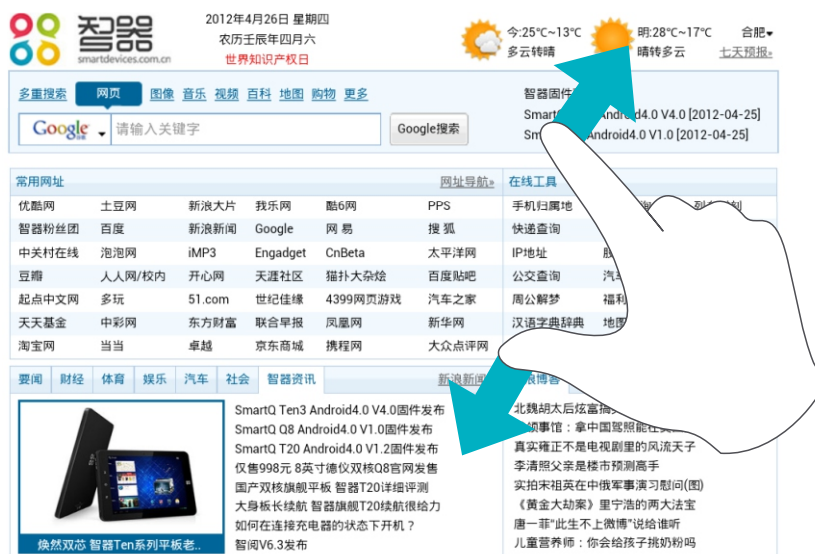 智器
smartdevices.com.cn
2012年4月26日 星期四
农历壬辰年四月六
世界知识产权日
今:25℃~13℃
多云转晴
明:28℃~17℃
晴转多云
合肥
七天预报»
多重搜索 网页 图像 音乐 视频 百科 地图 购物 更多
Google 请输入关键字 Google搜索
智器固件
Smart Android4.0 V4.0 [2012-04-25]
Sm Android4.0 V1.0 [2012-04-25]
常用网址 网址导航»
优酷网 土豆网 新浪大片 我乐网 酷6网 PPS
智器粉丝团 百度 新浪新闻 Google 网易 搜狐
中关村在线 泡泡网 iMP3 Engadget CnBeta 太平洋网
豆瓣 人人网/校内 开心网 天涯社区 猫扑大杂烩 百度贴吧
起点中文网 多玩 51.com 世纪佳缘 4399网页游戏 汽车之家
天天基金 中彩网 东方财富 联合早报 凤凰网 新华网
淘宝网 当当 卓越 京东商城 携程网 大众点评网
在线工具
手机归属地
快递查询
IP地址
公交查询 汽
周公解梦 福利
汉语字典辞典 地图
要闻 财经 体育 娱乐 汽车 社会 智器资讯 新浪新闻
SmartQ Ten3 Android4.0 V4.0固件发布
SmartQ Q8 Android4.0 V1.0固件发布
SmartQ T20 Android4.0 V1.2固件发布
仅售998元 8英寸德仪双核Q8官网发售
国产双核旗舰平板 智器T20详细评测
大身板长续航 智器旗舰T20续航很给力
如何在连接充电器的状态下开机？
智阅V6.3发布
焕然双芯 智器Ten系列平板老..
浪博客
北魏胡太后炫富
领事馆：拿中国驾照能在
真实雍正不是电视剧里的风流天子
李清照父亲是楼市预测高手
实拍宋祖英在中俄军事演习慰问(图)
《黄金大劫案》里宁浩的两大法宝
唐一菲"此生不上微博"说给谁听
儿童营养师：你会给孩子挑奶粉吗